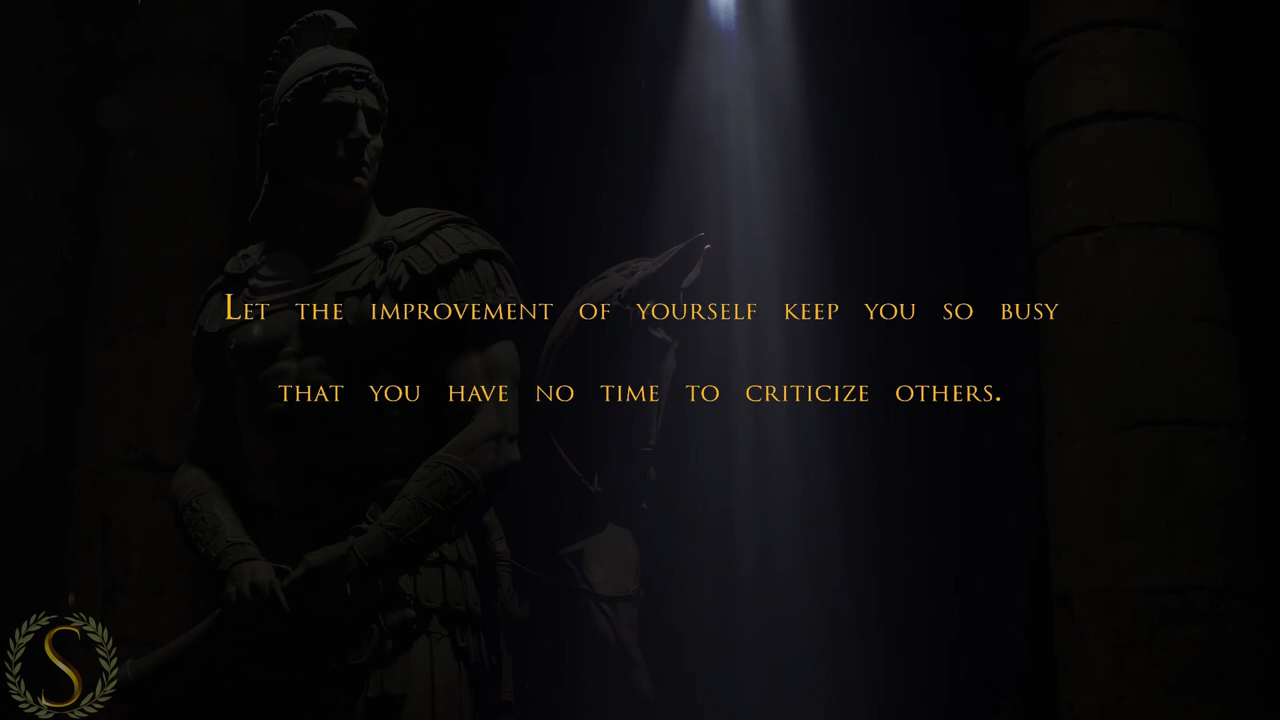 Let the improvement of yourself keep you so busy
that you have no time to criticize others.
S